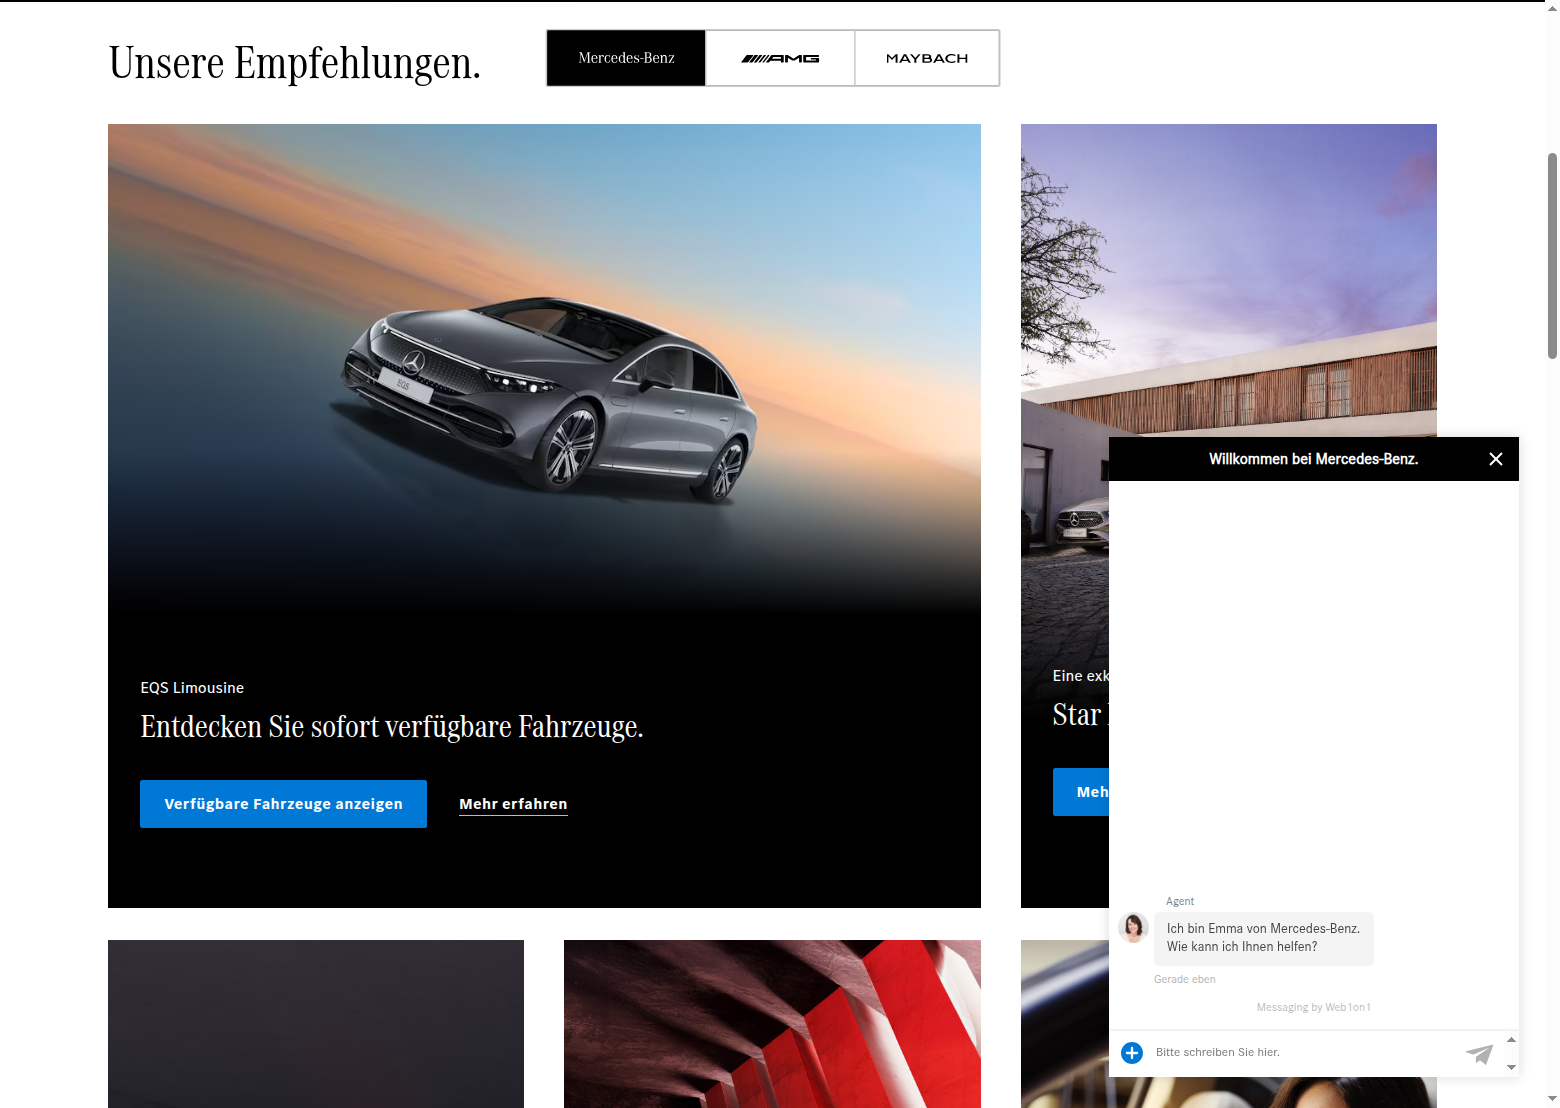 Unsere Empfehlungen.
Mercedes-Benz
AMG
MAYBACH
EQS
EQS Limousine
Entdecken Sie sofort verfügbare Fahrzeuge.
Verfügbare Fahrzeuge anzeigen
Mehr erfahren
Eine
Star
Willkommen bei Mercedes-Benz.
Agent
Ich bin Emma von Mercedes-Benz.
Wie kann ich Ihnen helfen?
Gerade eben
Messaging by Web1on1
Bitte schreiben Sie hier.